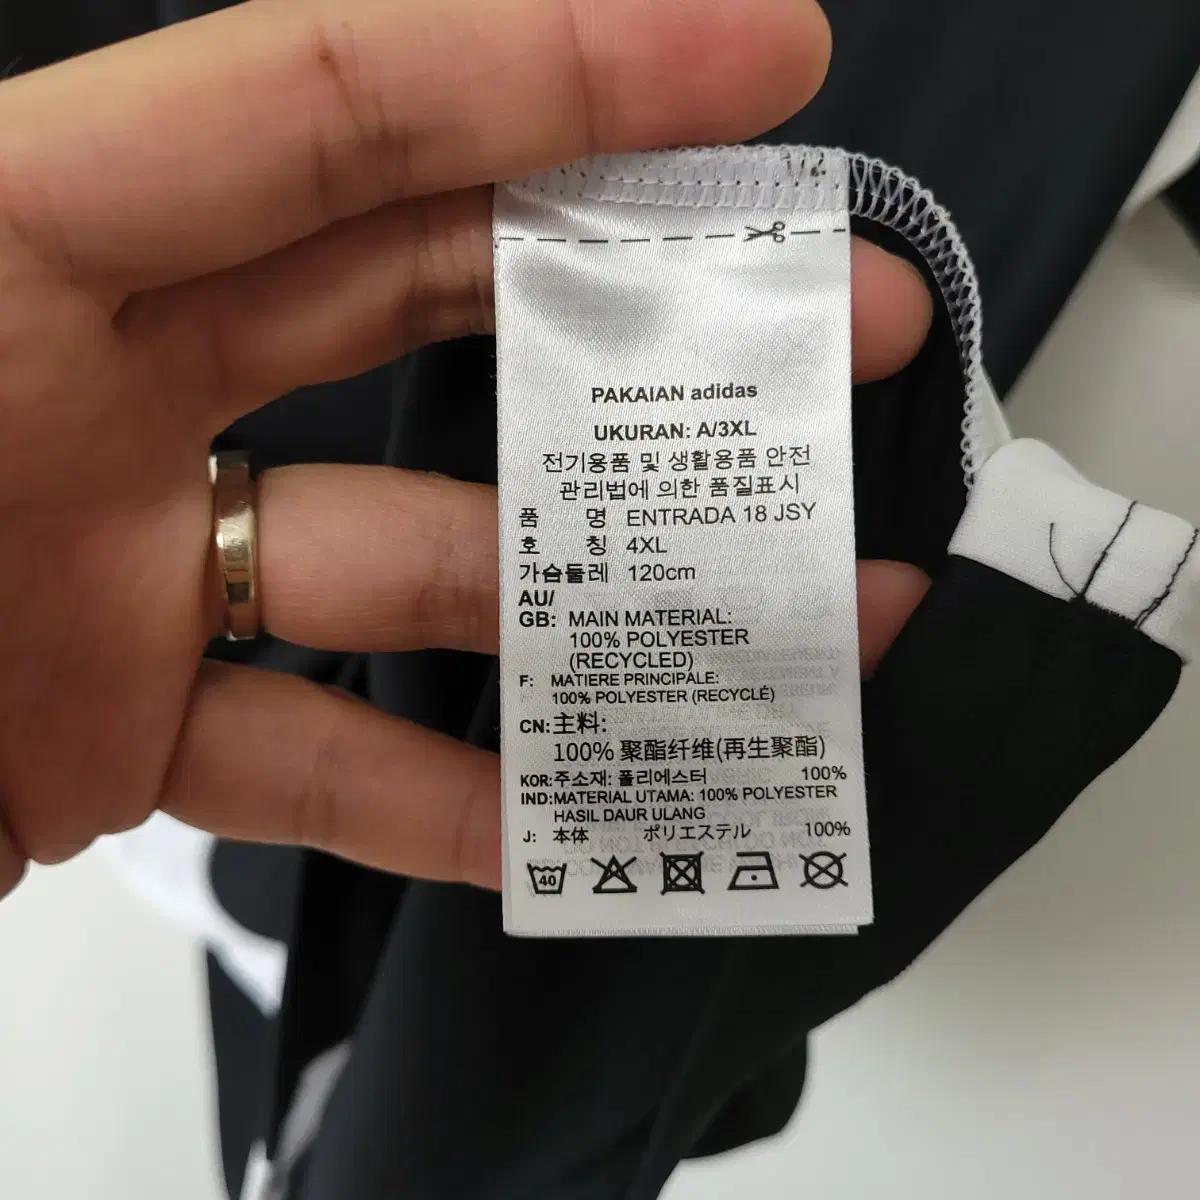 PAKAIAN adidas
UKURAN: A/3XL
전기용품 및 생활용품 안전
관리법에 의한 품질표시
품 명 ENTRADA 18 JSY
호 칭 4XL
가슴둘레 120cm
AU/
GB: MAIN MATERIAL:
100% POLYESTER
(RECYCLED)
F: MATIERE PRINCIPALE:
100% POLYESTER (RECYCLÉ)
CN: 主料:
100% 聚酯纤维(再生聚酯)
KOR: 주소재: 폴리에스터 100%
IND: MATERIAL UTAMA: 100% POLYESTER
HASIL DAUR ULANG
J: 本体 ポリエステル 100%
40